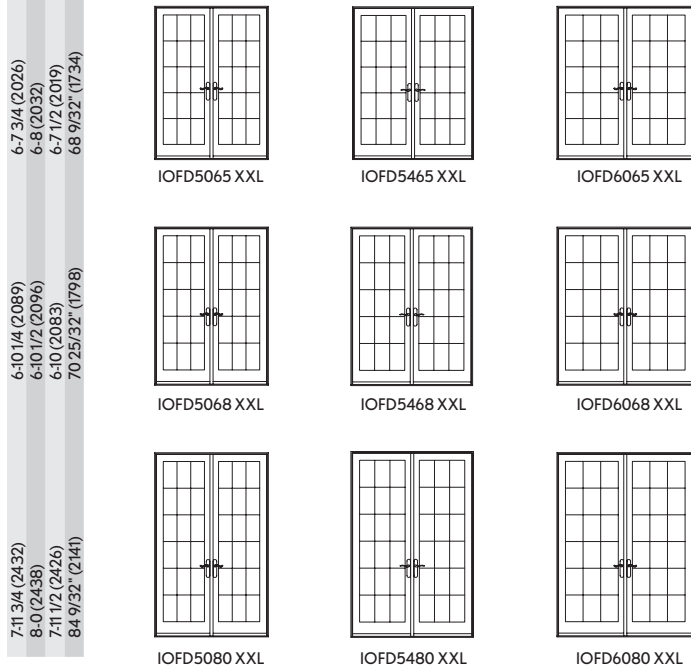 6-7 3/4 (2026)
6-8 (2032)
6-7 1/2 (2019)
68 9/32" (1734)
IOFD5065 XXL
IOFD5465 XXL
IOFD6065 XXL
6-10 1/4 (2089)
6-10 1/2 (2096)
6-10 (2083)
70 25/32" (1798)
IOFD5068 XXL
IOFD5468 XXL
IOFD6068 XXL
7-11 3/4 (2432)
8-0 (2438)
7-11 1/2 (2426)
84 9/32" (2141)
IOFD5080 XXL
IOFD5480 XXL
IOFD6080 XXL